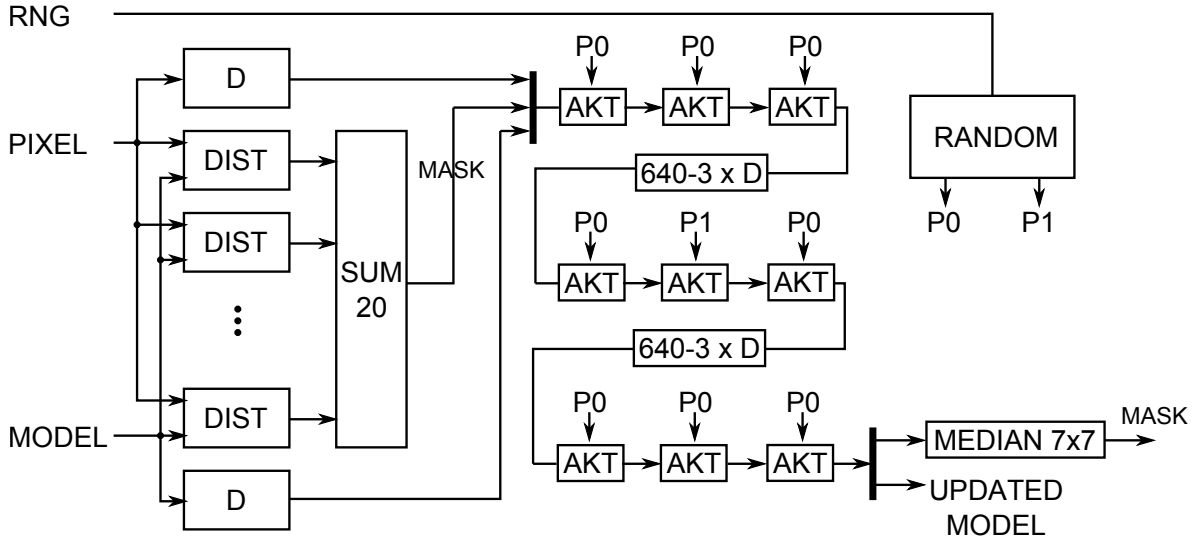 RNG
P0
P0
P0
D
AKT
AKT
AKT
PIXEL
DIST
MASK
RANDOM
640-3 x D
P0
P1
DIST
P0
P1
P0
SUM
20
AKT
AKT
AKT
640-3 x D
DIST
P0
P0
P0
MODEL
MASK
MEDIAN 7x7
AKT
AKT
AKT
D
UPDATED
MODEL